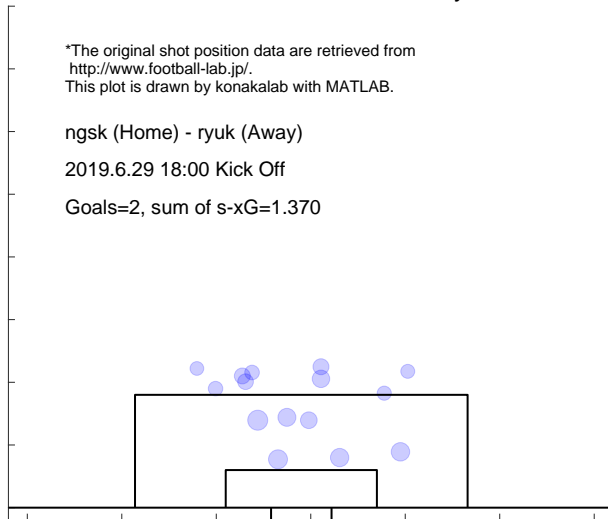 *The original shot position data are retrieved from
http://www.football-lab.jp/.
This plot is drawn by konakalab with MATLAB.
ngsk (Home) - ryuk (Away)
2019.6.29 18:00 Kick Off
Goals=2, sum of s-xG=1.370